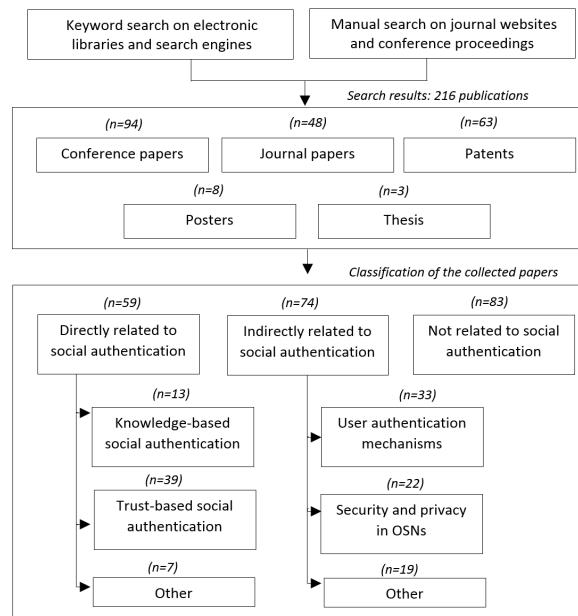 Keyword search on electronic
libraries and search engines
Manual search on journal websites
and conference proceedings
Search results: 216 publications
(n=94)
(n=48)
(n=63)
Conference papers
Journal papers
Patents
(n=8)
(n=3)
Posters
Thesis
Classification of the collected papers
(n=59)
(n=74)
(n=83)
Directly related to
social authentication
Indirectly related to
social authentication
Not related to social
authentication
(n=13)
Knowledge-based
social authentication
(n=39)
Trust-based social
authentication
(n=7)
Other
(n=33)
User authentication
mechanisms
(n=22)
Security and privacy
in OSNs
(n=19)
Other